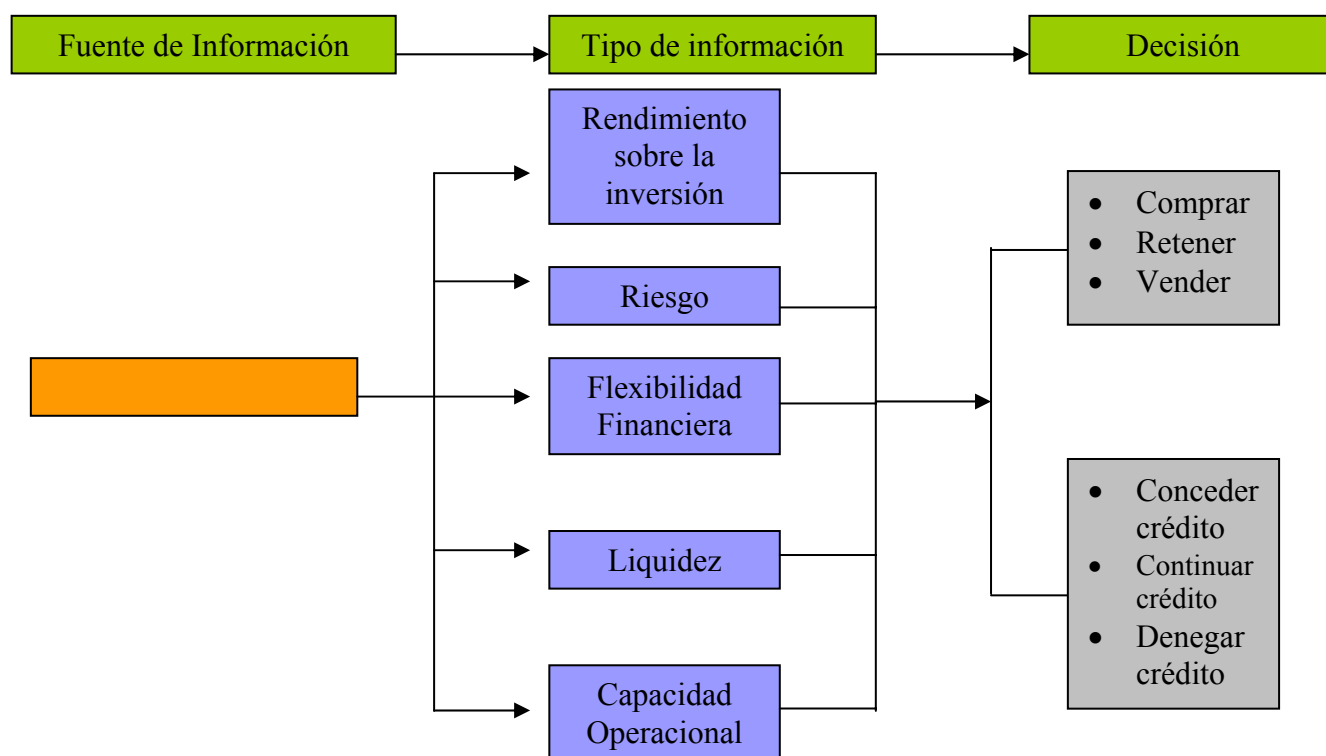 Fuente de Información
Tipo de información
Decisión
Rendimiento
sobre la
inversión
Riesgo
Flexibilidad
Financiera
Liquidez
Capacidad
Operacional
• Comprar
• Retener
• Vender
• Conceder
crédito
• Continuar
crédito
• Denegar
crédito